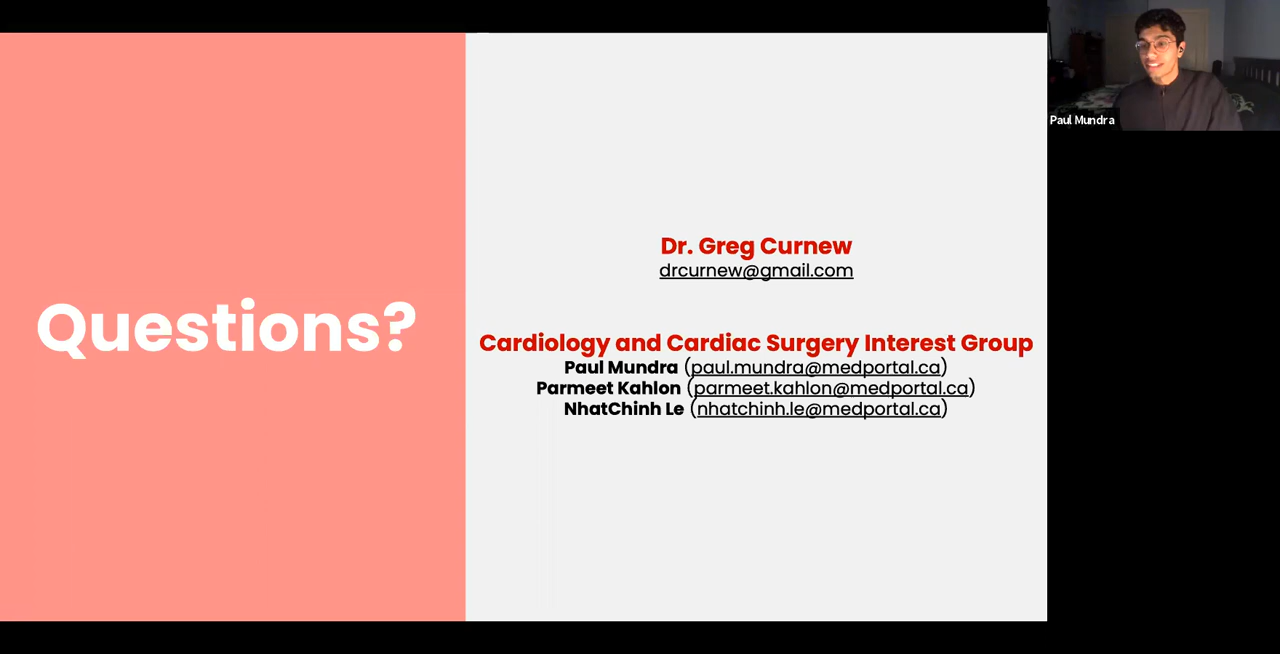 Questions?
Dr. Greg Curnew
drcurnew@gmail.com
Cardiology and Cardiac Surgery Interest Group
Paul Mundra (paul.mundra@medportal.ca)
Parmeet Kahlon (parmeet.kahlon@medportal.ca)
NhatChinh Le (nhatchinh.le@medportal.ca)
Paul Mundra